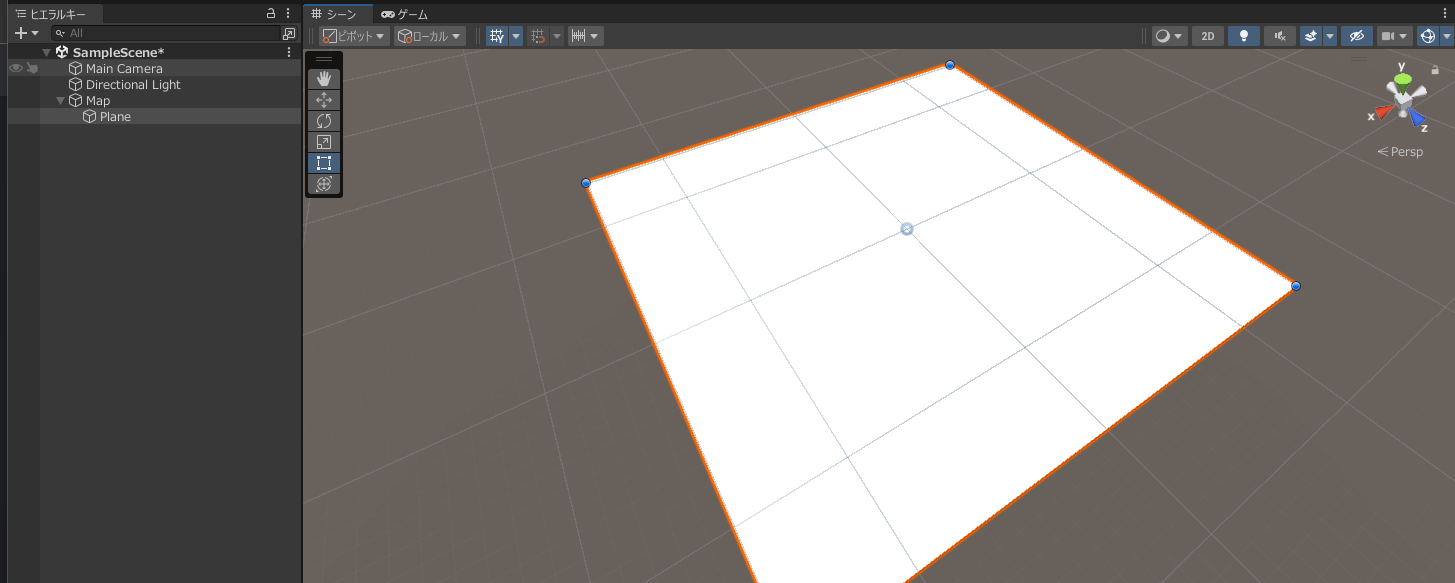 ヒエラルキー
All
SampleScene*
Main Camera
Directional Light
Map
Plane
シーン
ゲーム
ピボット
ローカル
2D
y
x
z
Persp